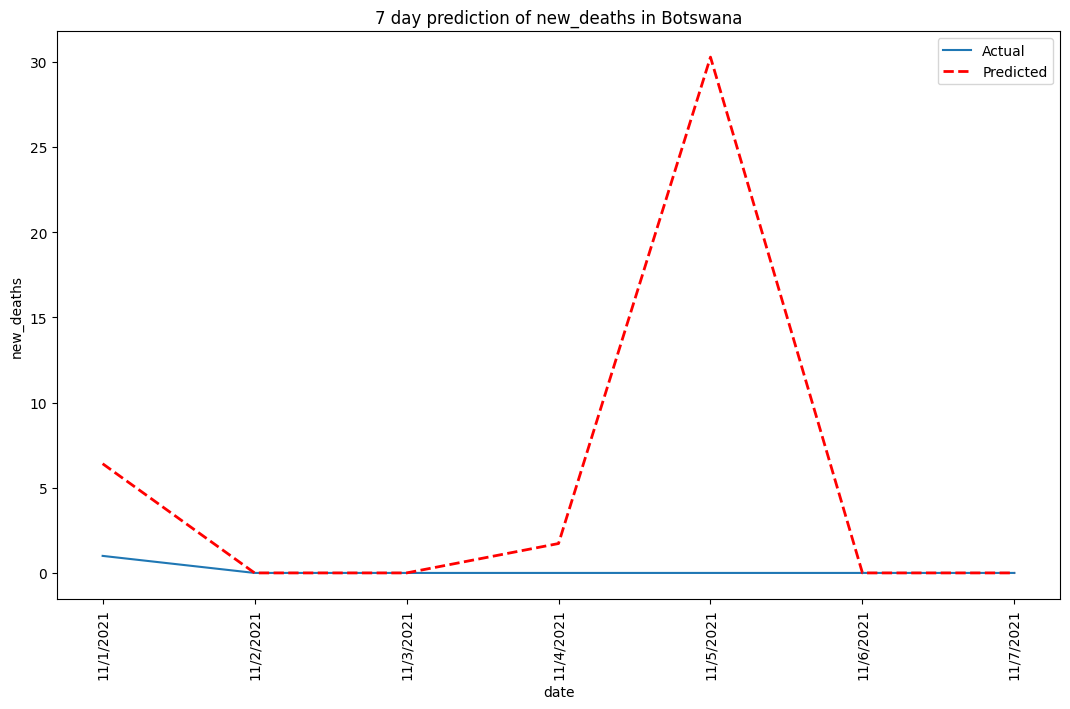 7 day prediction of new_deaths in Botswana
Actual
Predicted
30
25
20
15
10
5
0
new_deaths
11/1/2021
11/2/2021
11/3/2021
11/4/2021
11/5/2021
11/6/2021
11/7/2021
date